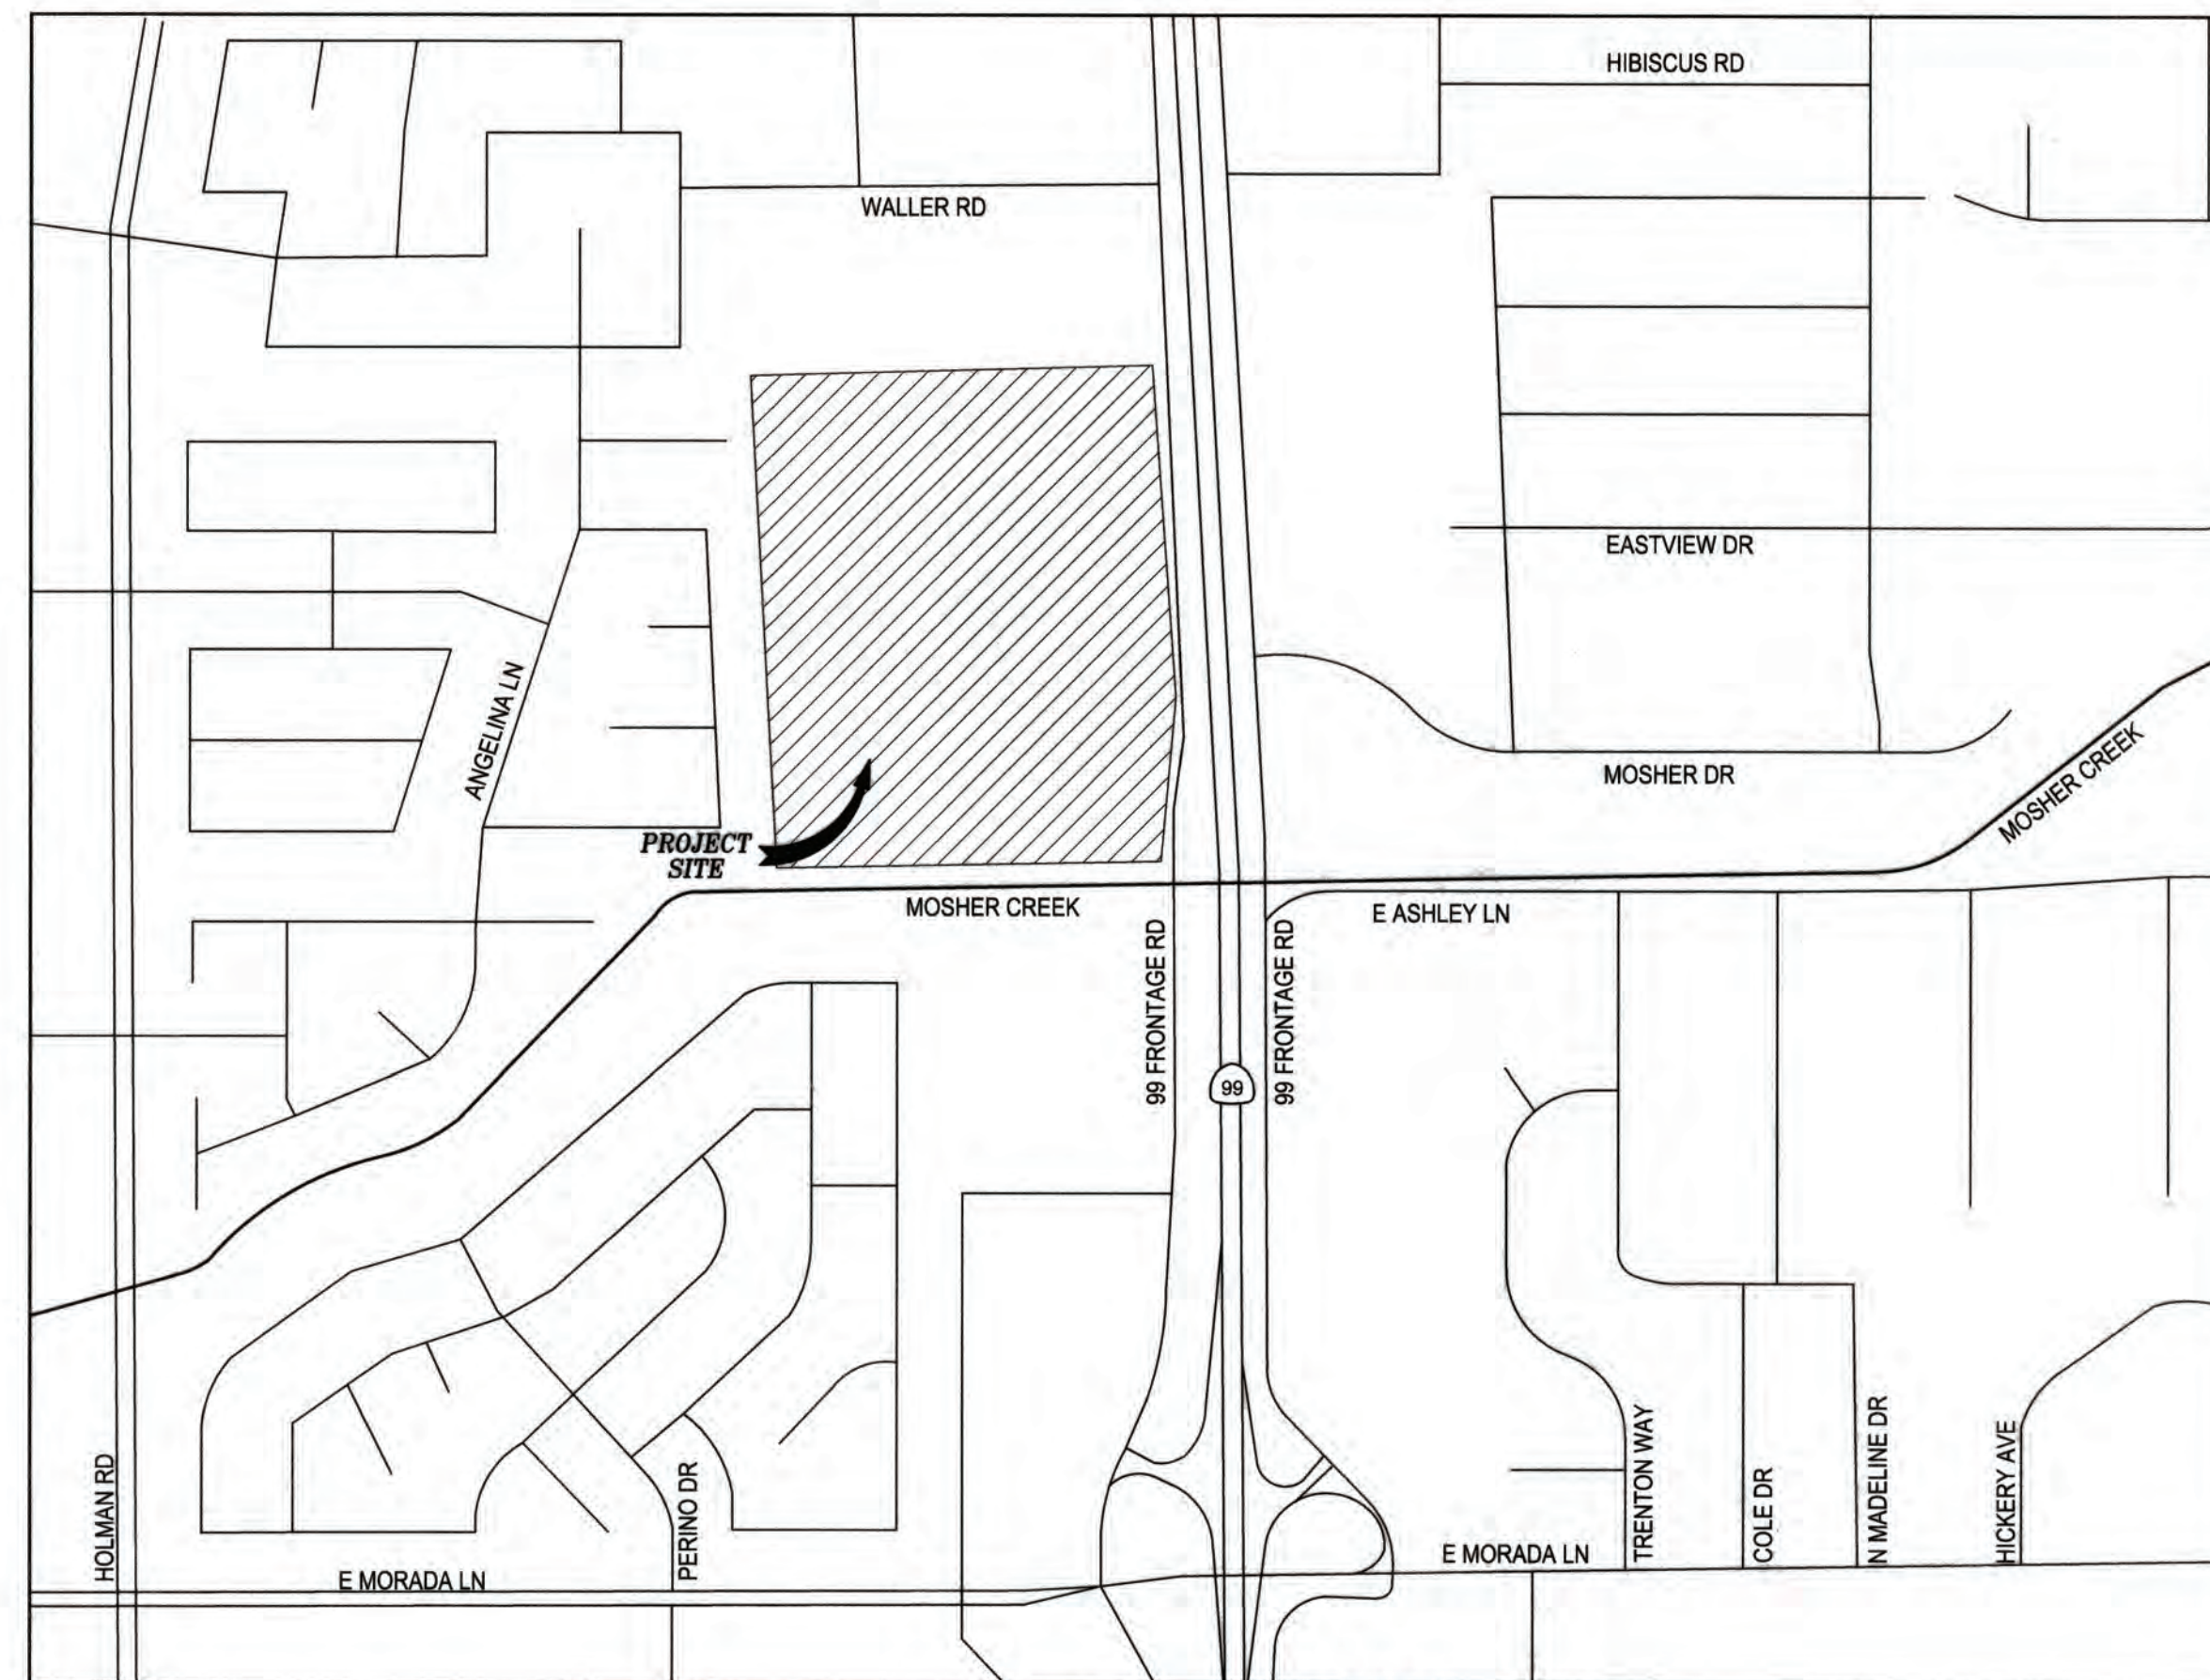 HIBISCUS RD
WALLER RD
EASTVIEW DR
ANGELINA LN
MOSHER DR
MOSHER CREEK
PROJECT
SITE
MOSHER CREEK
E ASHLEY LN
99 FRONTAGE RD
99 FRONTAGE RD
99
HOLMAN RD
PERINO DR
TRENTON WAY
COLE DR
N MADELINE DR
HICKERY AVE
E MORADA LN
E MORADA LN